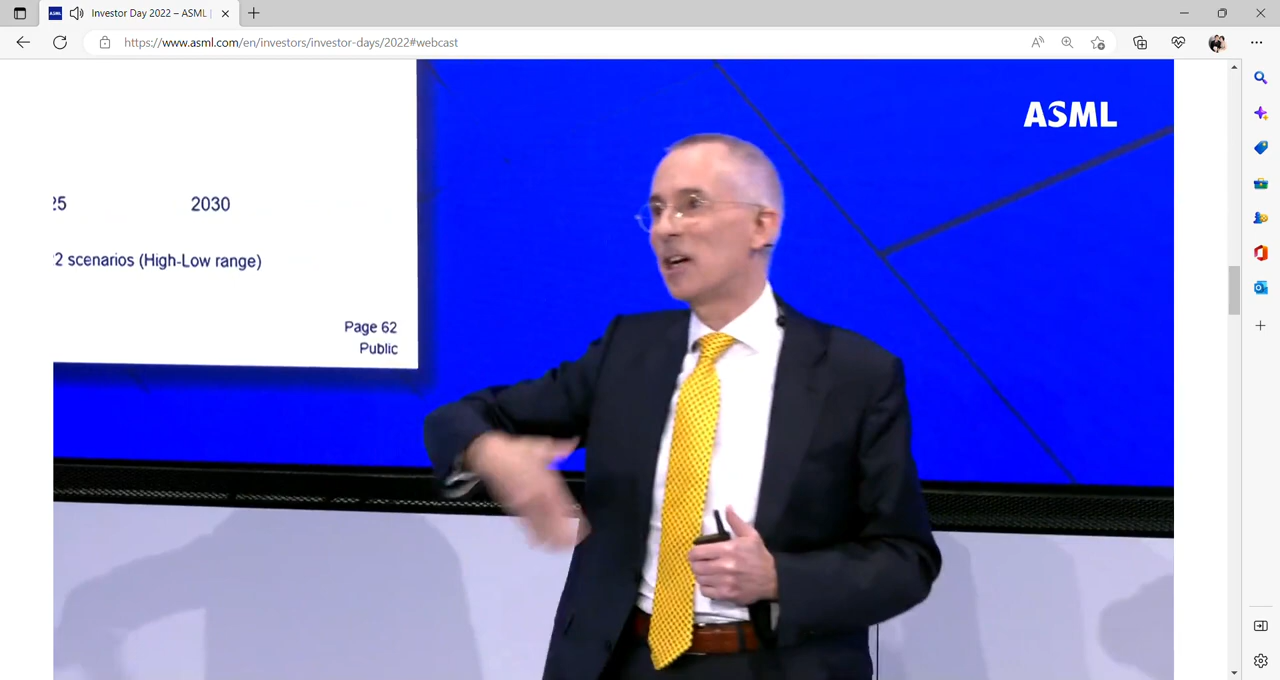 Investor Day 2022 – ASML |
https://www.asml.com/en/investors/investor-days/2022#webcast
ASML
25
2030
2 scenarios (High-Low range)
Page 62
Public